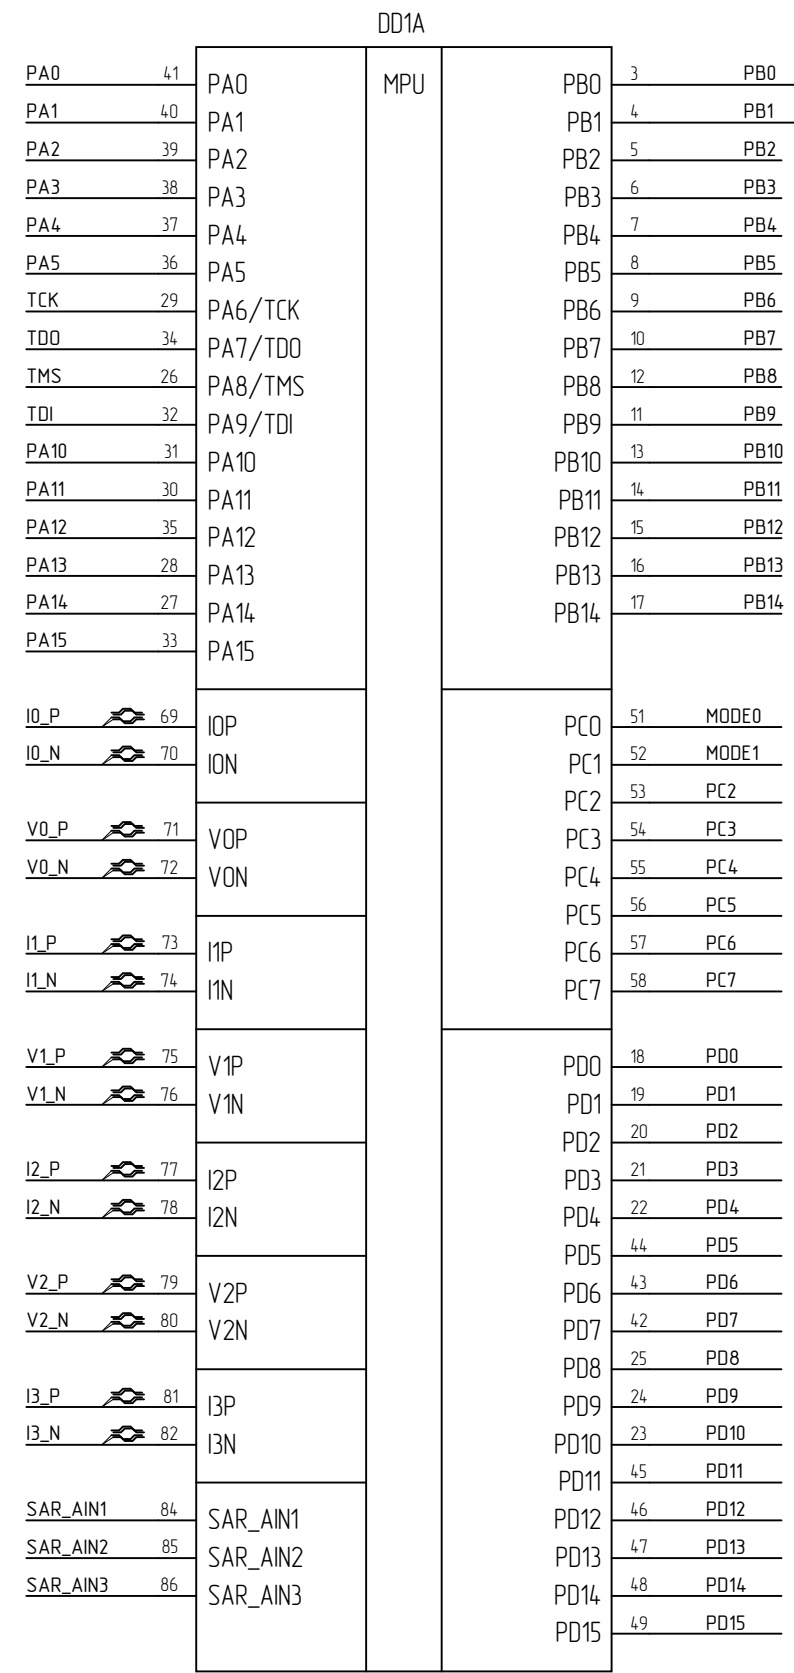 DD1A
MPU
PA0 41 PA0
PA1 40 PA1
PA2 39 PA2
PA3 38 PA3
PA4 37 PA4
PA5 36 PA5
TCK 29 PA6/TCK
TDO 34 PA7/TDO
TMS 26 PA8/TMS
TDI 32 PA9/TDI
PA10 31 PA10
PA11 30 PA11
PA12 35 PA12
PA13 28 PA13
PA14 27 PA14
PA15 33 PA15
I0_P 69 I0P
I0_N 70 I0N
V0_P 71 V0P
V0_N 72 V0N
I1_P 73 I1P
I1_N 74 I1N
V1_P 75 V1P
V1_N 76 V1N
I2_P 77 I2P
I2_N 78 I2N
V2_P 79 V2P
V2_N 80 V2N
I3_P 81 I3P
I3_N 82 I3N
SAR_AIN1 84 SAR_AIN1
SAR_AIN2 85 SAR_AIN2
SAR_AIN3 86 SAR_AIN3
PB0 3 PB0
PB1 4 PB1
PB2 5 PB2
PB3 6 PB3
PB4 7 PB4
PB5 8 PB5
PB6 9 PB6
PB7 10 PB7
PB8 12 PB8
PB9 11 PB9
PB10 13 PB10
PB11 14 PB11
PB12 15 PB12
PB13 16 PB13
PB14 17 PB14
PC0 51 MODE0
PC1 52 MODE1
PC2 53 PC2
PC3 54 PC3
PC4 55 PC4
PC5 56 PC5
PC6 57 PC6
PC7 58 PC7
PD0 18 PD0
PD1 19 PD1
PD2 20 PD2
PD3 21 PD3
PD4 22 PD4
PD5 44 PD5
PD6 43 PD6
PD7 42 PD7
PD8 25 PD8
PD9 24 PD9
PD10 23 PD10
PD11 45 PD11
PD12 46 PD12
PD13 47 PD13
PD14 48 PD14
PD15 49 PD15